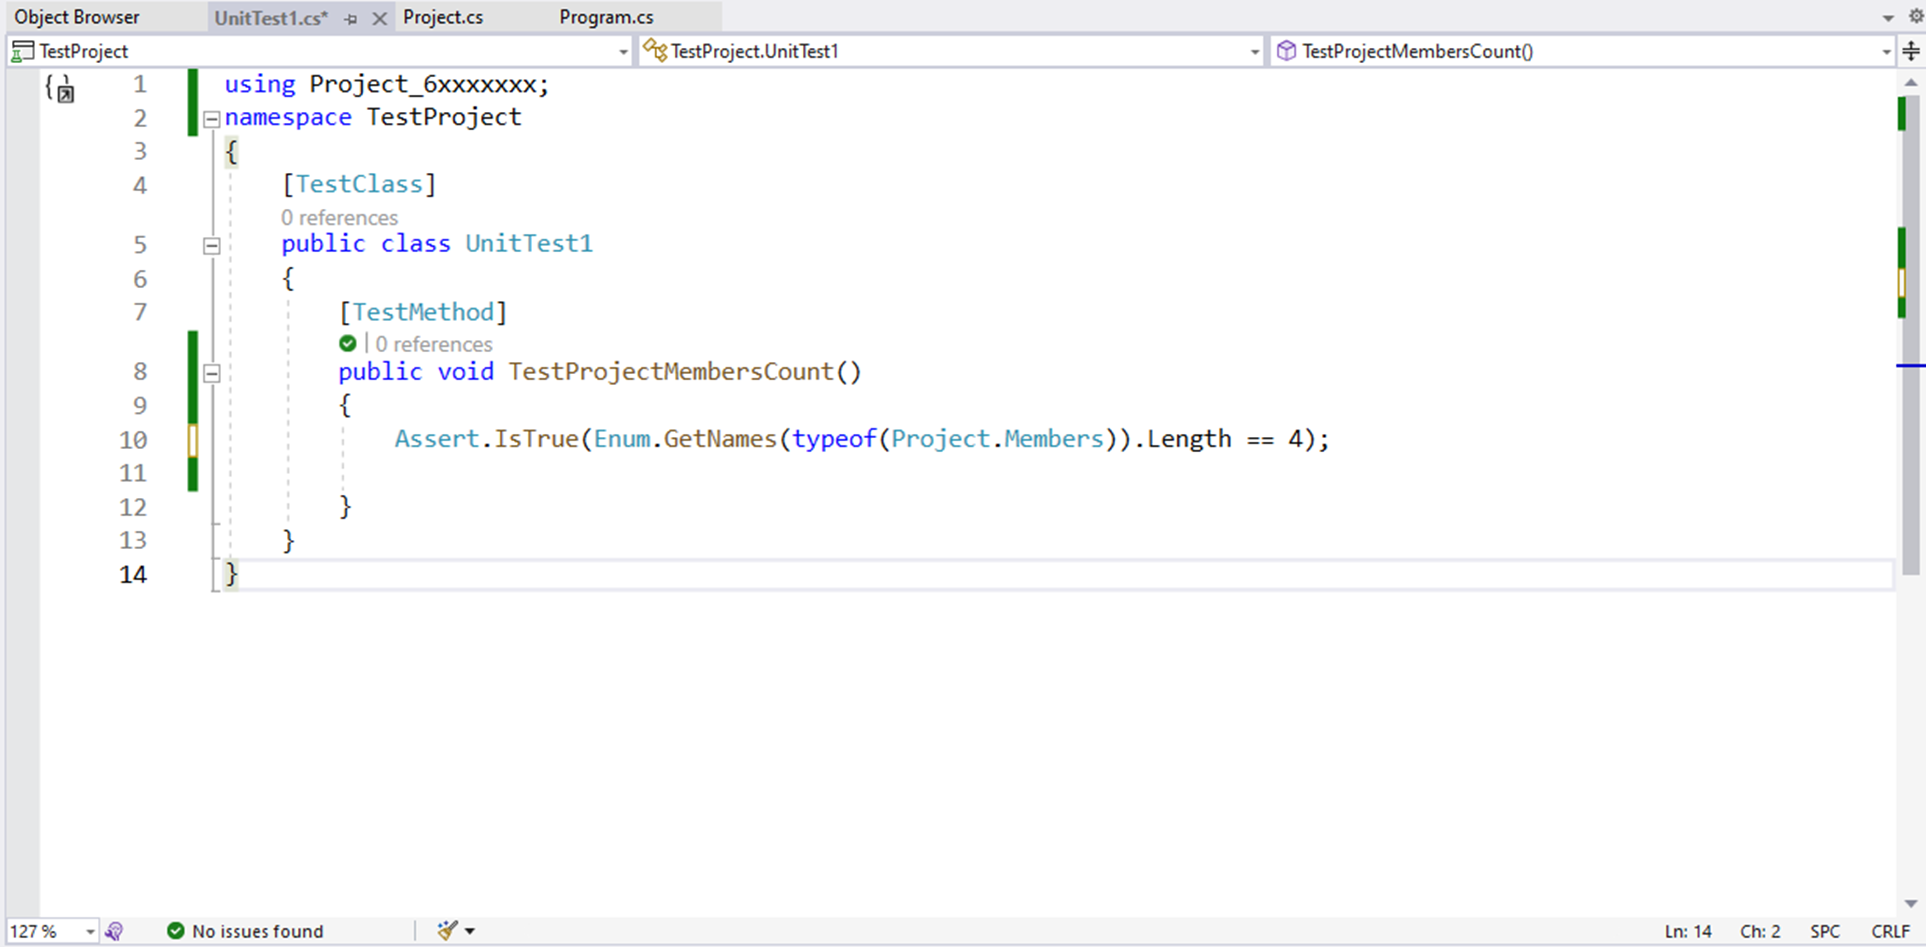 Object Browser UnitTest1.cs* Project.cs Program.cs
TestProject TestProject.UnitTest1 TestProjectMembersCount()
1 using Project_6xxxxxxx;
2 namespace TestProject
3 {
4 [TestClass]
0 references
5 public class UnitTest1
6 {
7 [TestMethod]
| 0 references
8 public void TestProjectMembersCount()
9 {
10 Assert.IsTrue(Enum.GetNames(typeof(Project.Members)).Length == 4);
11
12 }
13 }
14 }
127 % No issues found Ln: 14 Ch: 2 SPC CRLF